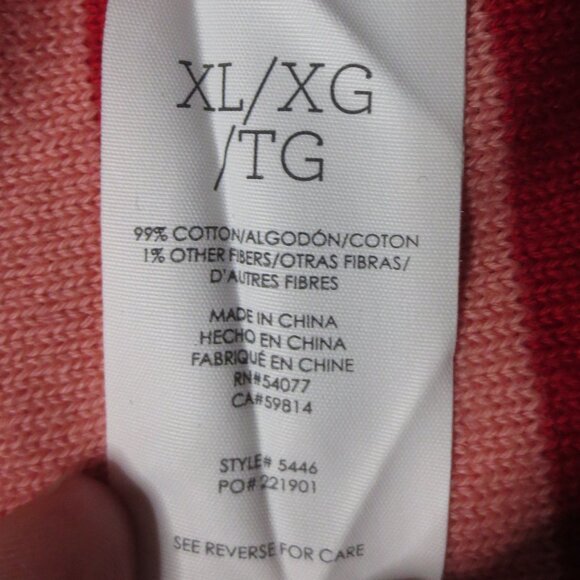 XL/XG
/TG
99% COTTON/ALGODÓN/COTON
1% OTHER FIBERS/OTRAS FIBRAS/
D'AUTRES FIBRES
MADE IN CHINA
HECHO EN CHINA
FABRIQUÉ EN CHINE
RN#54077
CA#59814
STYLE# 5446
PO# 221901
SEE REVERSE FOR CARE